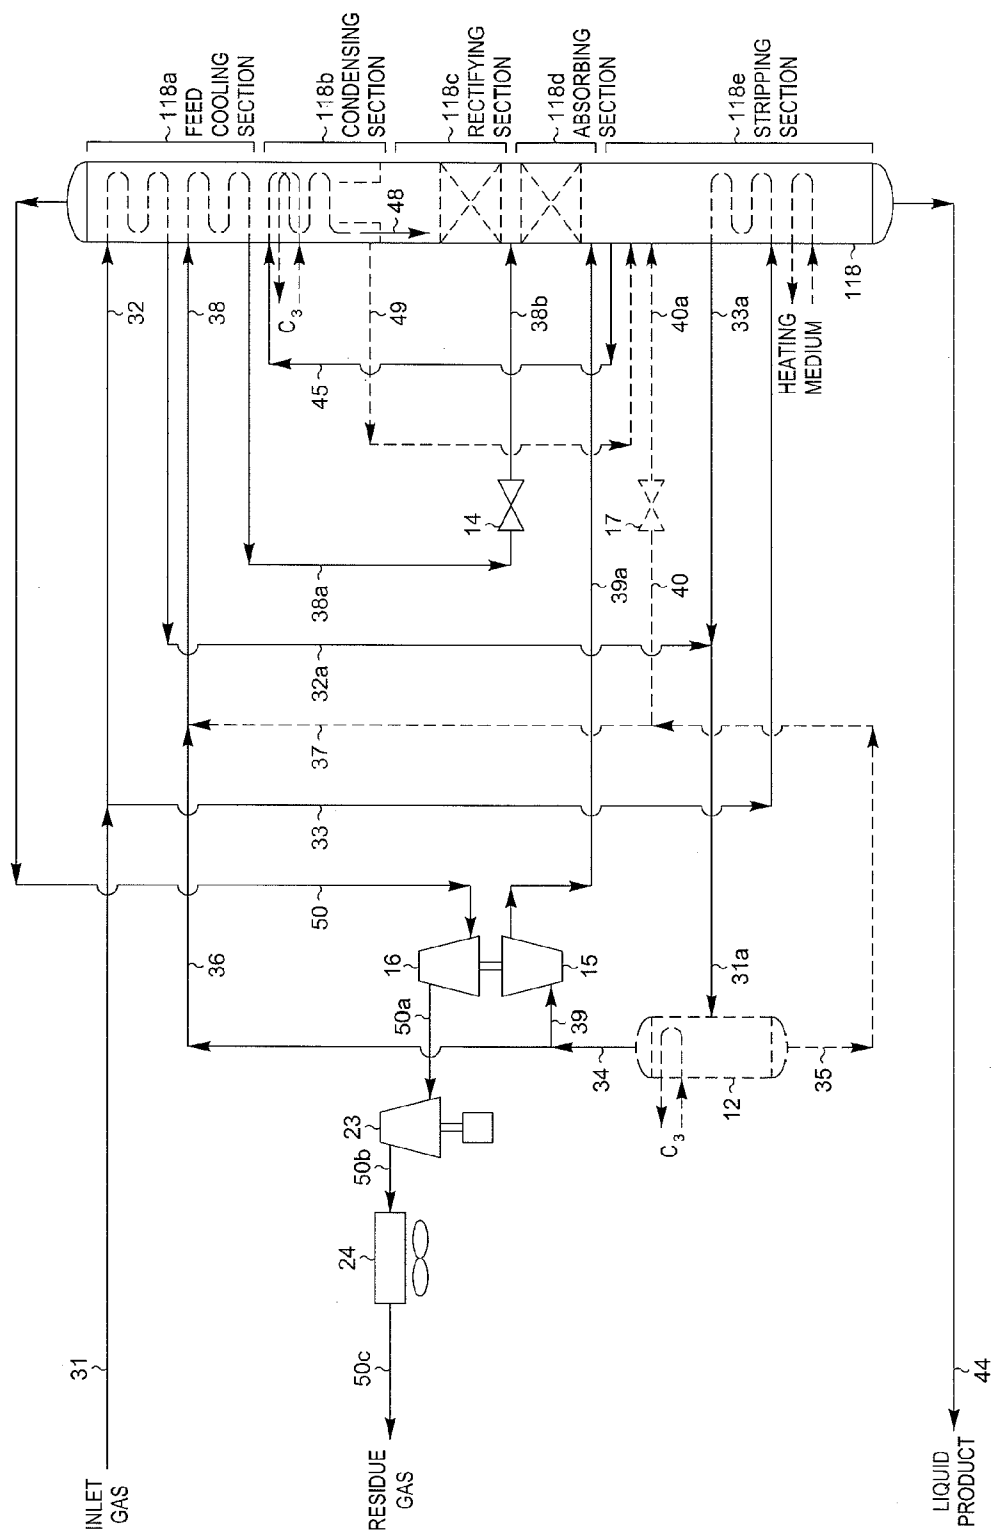 118a
FEED
COOLING
SECTION
118b
CONDENSING
SECTION
118c
RECTIFYING
SECTION
118d
ABSORBING
SECTION
118e
STRIPPING
SECTION
32
38
C3
49
48
45
38b
40a
33a
118
HEATING
MEDIUM
14
17
38a
39a
40
32a
37
33
50
36
16
15
50a
39
31a
34
12
35
C3
23
50b
24
50c
31
44
INLET
GAS
RESIDUE
GAS
LIQUID
PRODUCT